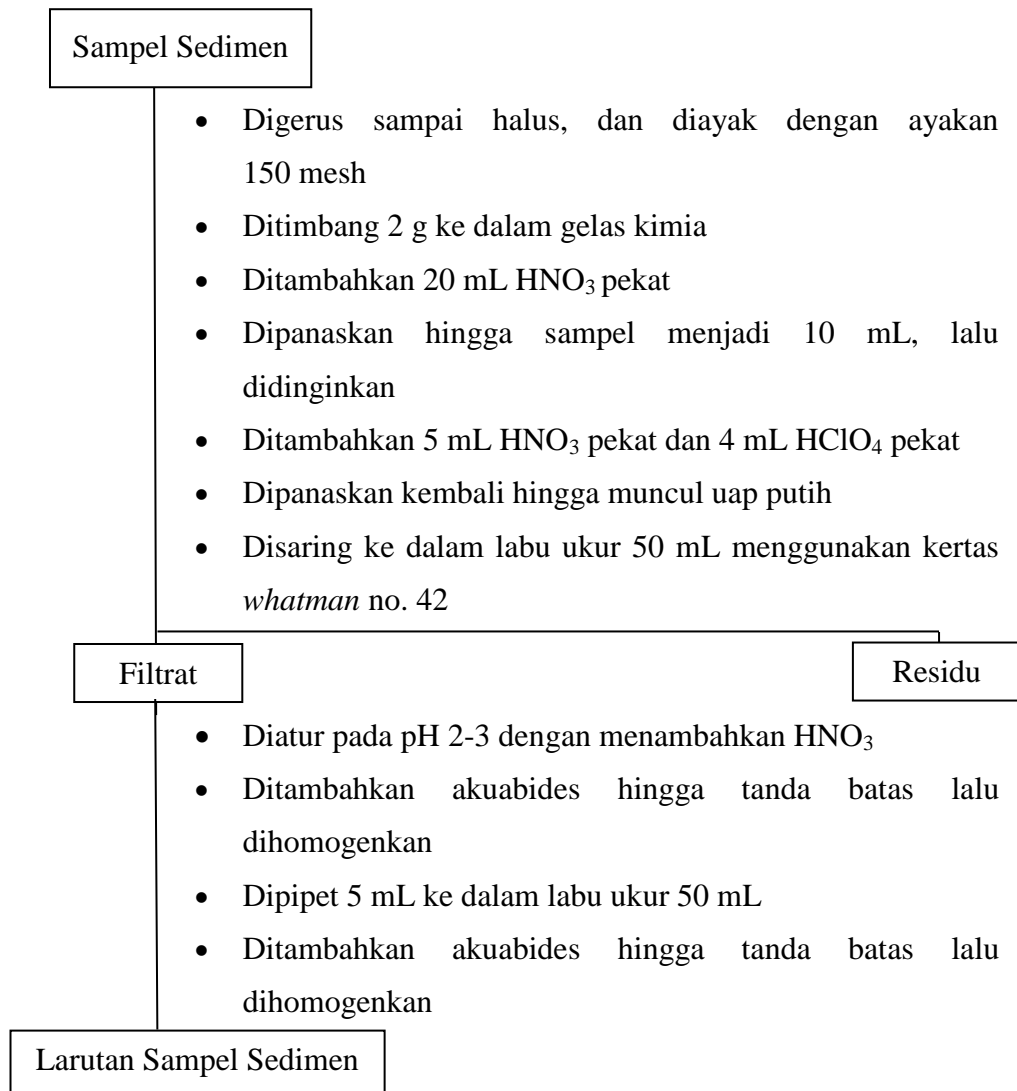 Sampel Sedimen
• Digerus sampai halus, dan diayak dengan ayakan
150 mesh
• Ditimbang 2 g ke dalam gelas kimia
• Ditambahkan 20 mL HNO₃ pekat
• Dipanaskan hingga sampel menjadi 10 mL, lalu
didinginkan
• Ditambahkan 5 mL HNO₃ pekat dan 4 mL HClO₄ pekat
• Dipanaskan kembali hingga muncul uap putih
• Disaring ke dalam labu ukur 50 mL menggunakan kertas
whatman no. 42
Filtrat
Residu
• Diatur pada pH 2-3 dengan menambahkan HNO₃
• Ditambahkan akuabides hingga tanda batas lalu
dihomogenkan
• Dipipet 5 mL ke dalam labu ukur 50 mL
• Ditambahkan akuabides hingga tanda batas lalu
dihomogenkan
Larutan Sampel Sedimen